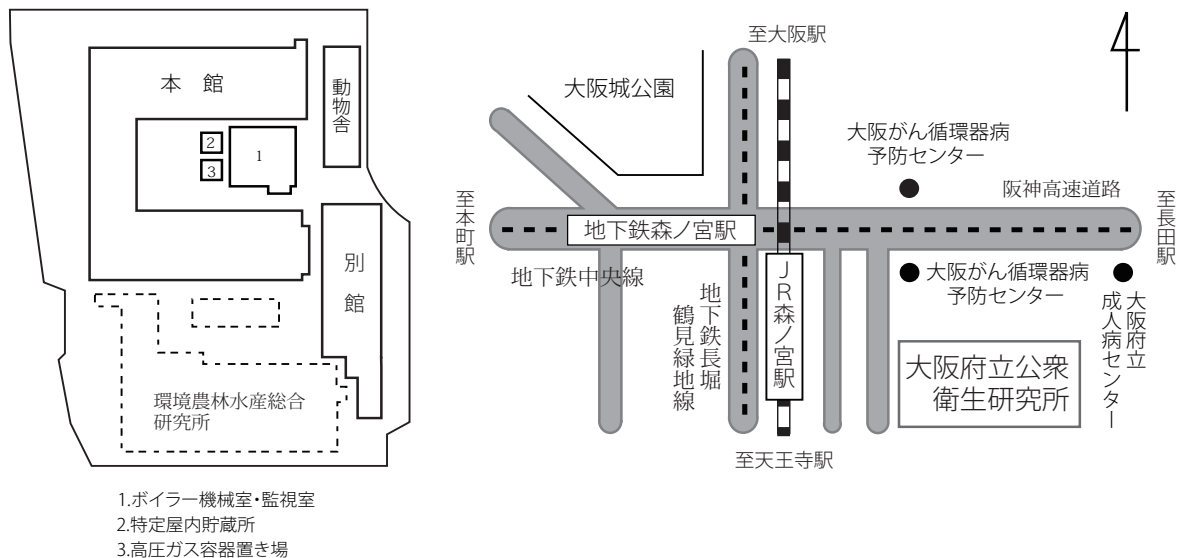 本 館
動物舎
2
3
1
別館
環境農林水産総合
研究所
1.ボイラー機械室・監視室
2.特定屋内貯蔵所
3.高圧ガス容器置き場
至大阪駅
大阪城公園
大阪がん循環器病
予防センター
阪神高速道路
至本町駅
地下鉄森ノ宮駅
至長田駅
地下鉄中央線
地下鉄長堀
鶴見緑地線
JR森ノ宮駅
大阪がん循環器病
予防センター
大阪府立
成人病センター
大阪府立公衆
衛生研究所
至天王寺駅